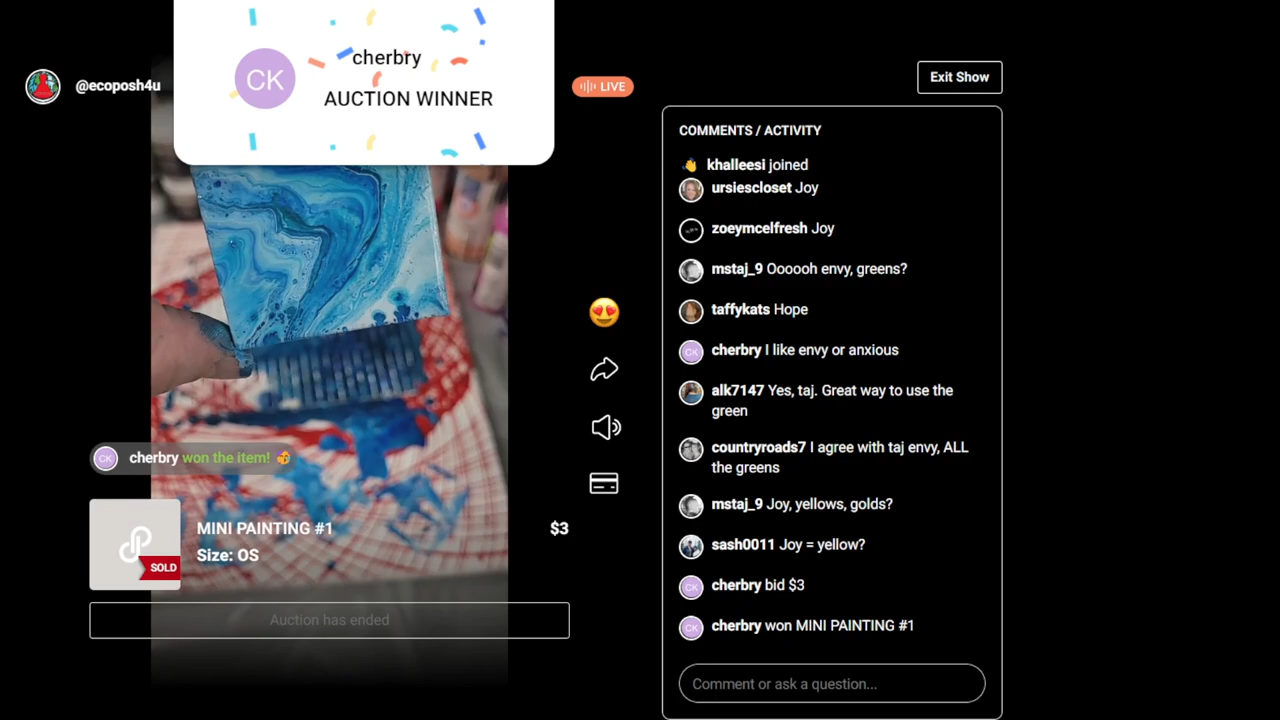 cherbry
CK
AUCTION WINNER
@ecoposh4u
LIVE
Exit Show
COMMENTS / ACTIVITY
khalleesi joined
ursiescloset Joy
zoeymcelfresh Joy
mstaj_9 Oooooh envy, greens?
taffykats Hope
CK
cherbry I like envy or anxious
alk7147 Yes, taj. Great way to use the
green
countryroads7 I agree with taj envy, ALL
the greens
mstaj_9 Joy, yellows, golds?
sash0011 Joy = yellow?
CK
cherbry bid $3
CK
cherbry won MINI PAINTING #1
Comment or ask a question...
CK
cherbry won the item!
MINI PAINTING #1
$3
Size: OS
SOLD
Auction has ended